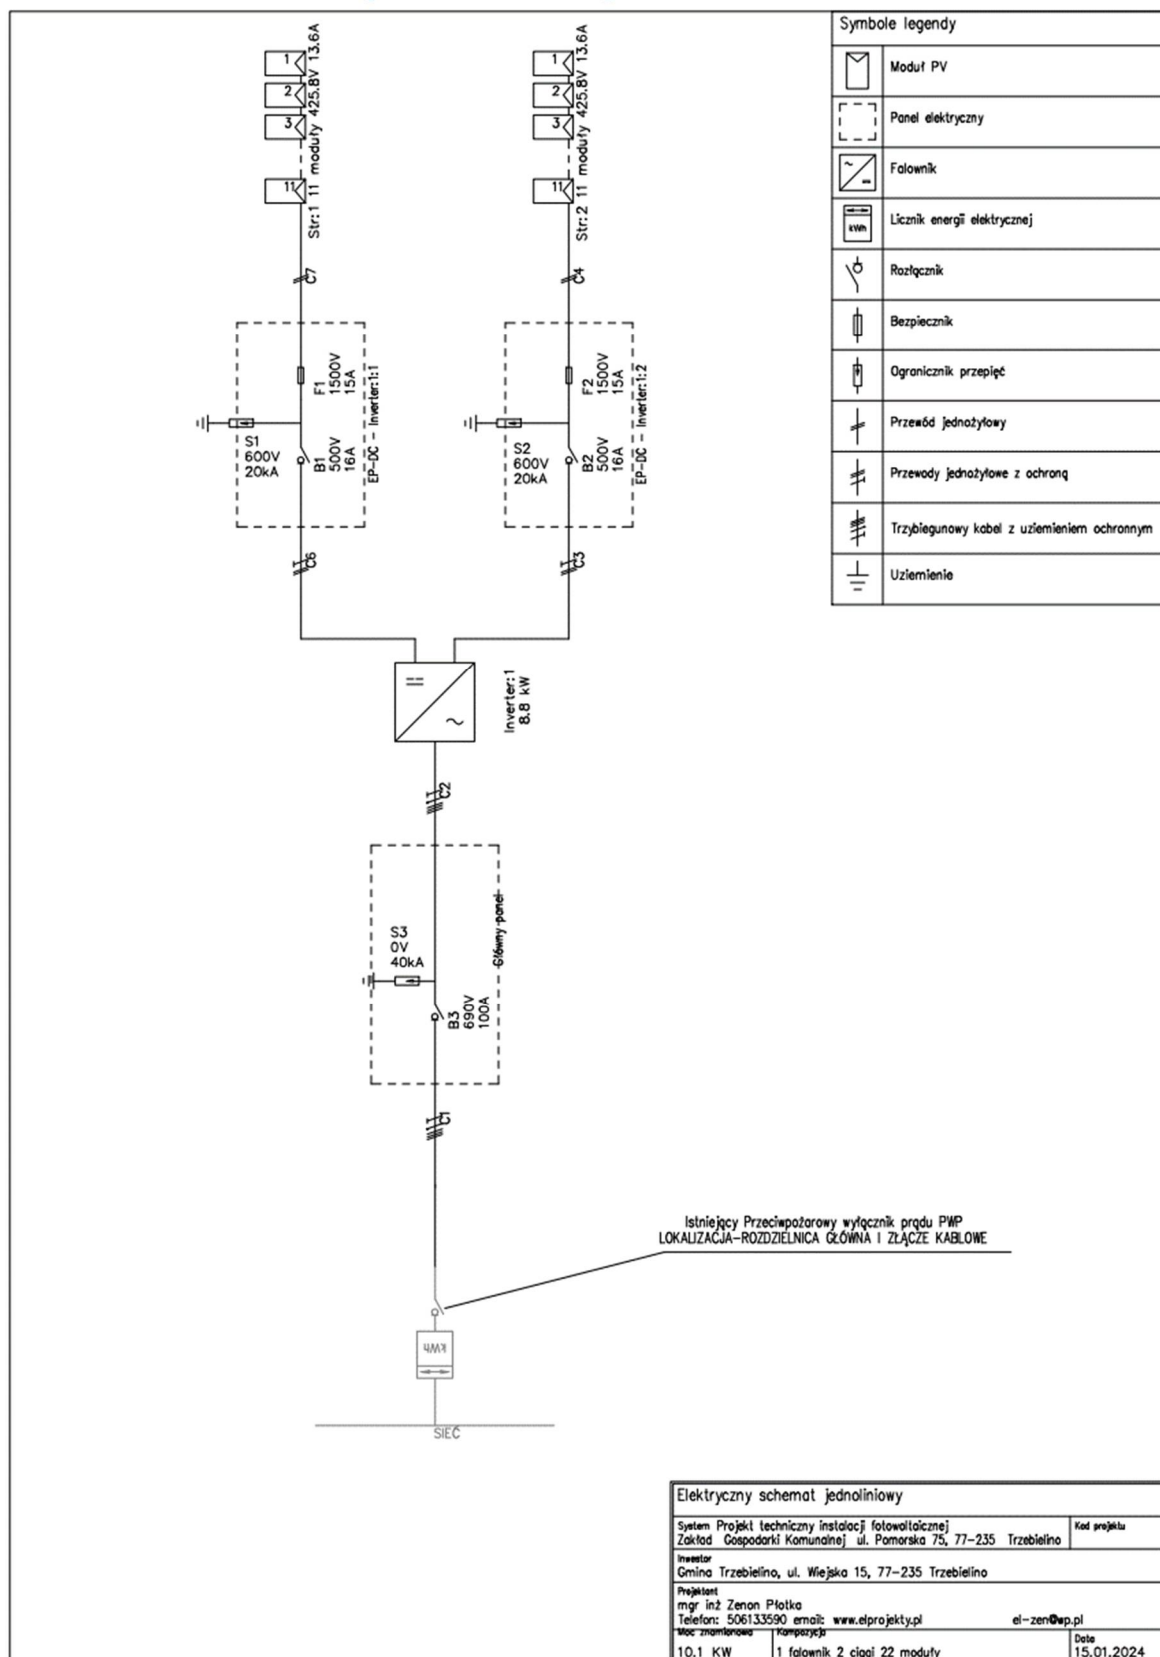 1
2
3
11
Str:1 11 moduły 425.8V 13.6A
1
2
3
11
Str:2 11 moduły 425.8V 13.6A
C7
C4
F1
1500V
15A
S1
600V
20kA
B1
500V
16A
EP-DC - Inverter:1:1
F2
1500V
15A
S2
600V
20kA
B2
500V
16A
EP-DC - Inverter:1:2
C6
C3
Inverter:1
8.8 kW
C2
S3
0V
40kA
Główny panel
B3
690V
100A
C1
Istniejący Przeciwpożarowy wyłącznik prądu PWP
LOKALIZACJA-ROZDZIELNICA GŁÓWNA I ZŁĄCZE KABLOWE
kWh
SIEĆ
Symbole legendy
Moduł PV
Panel elektryczny
Falownik
kWh
Licznik energii elektrycznej
Rozłącznik
Bezpiecznik
Ogranicznik przepięć
Przewód jednożyłowy
Przewody jednożyłowe z ochroną
Trzybiegunowy kabel z uziemieniem ochronnym
Uziemienie
Elektryczny schemat jednoliniowy
System Projekt techniczny instalacji fotowoltaicznej
Kod projektu
Zakład Gospodarki Komunalnej ul. Pomorska 75, 77-235 Trzebielino
Inwestor
Gmina Trzebielino, ul. Wiejska 15, 77-235 Trzebielino
Projektant
mgr inż Zenon Płotka
Telefon: 506133590 email: www.elprojekty.pl el-zen@wp.pl
Moc znamionowa
10.1 KW
Kompozycja
1 falownik 2 ciągi 22 moduły
Data
15.01.2024